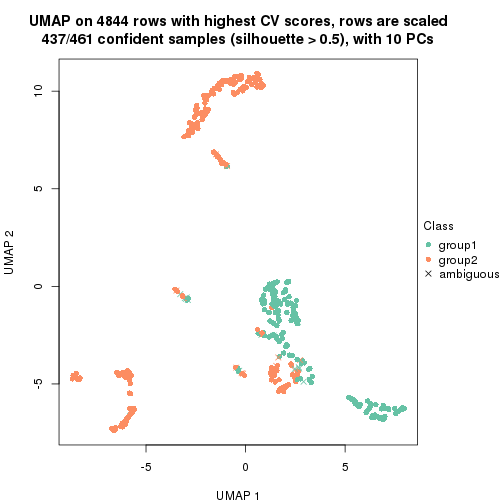 UMAP on 4844 rows with highest CV scores, rows are scaled
437/461 confident samples (silhouette > 0.5), with 10 PCs
10
5
0
-5
UMAP 2
-5
0
5
UMAP 1
Class
group1
group2
ambiguous